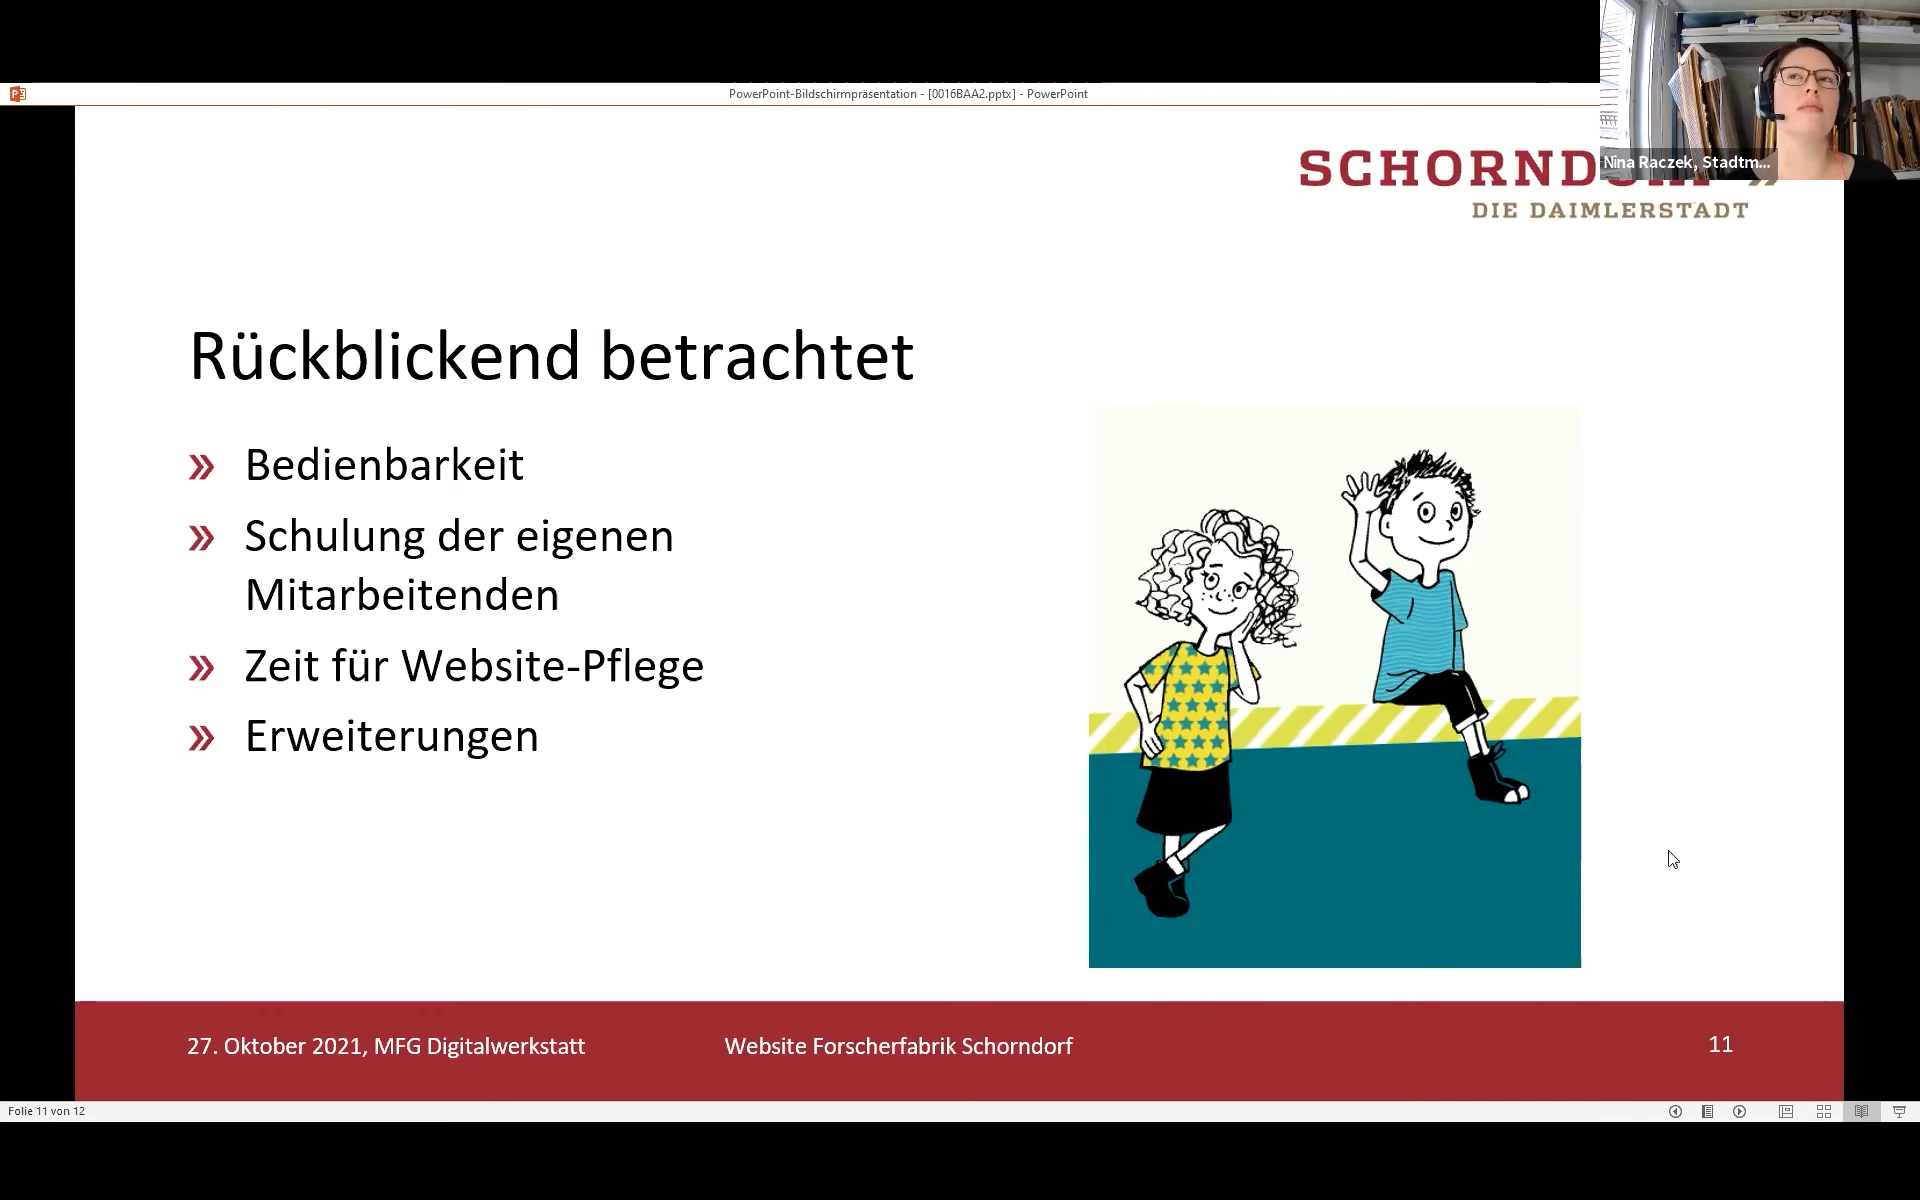 PowerPoint-Bildschirmpräsentation - [0016BAA2.pptx] - PowerPoint
Nina Raczek, Stadtm...
SCHORNDORF
DIE DAIMLERSTADT
Rückblickend betrachtet
» Bedienbarkeit
» Schulung der eigenen
Mitarbeitenden
» Zeit für Website-Pflege
» Erweiterungen
27. Oktober 2021, MFG Digitalwerkstatt
Website Forscherfabrik Schorndorf
11
Folie 11 von 12